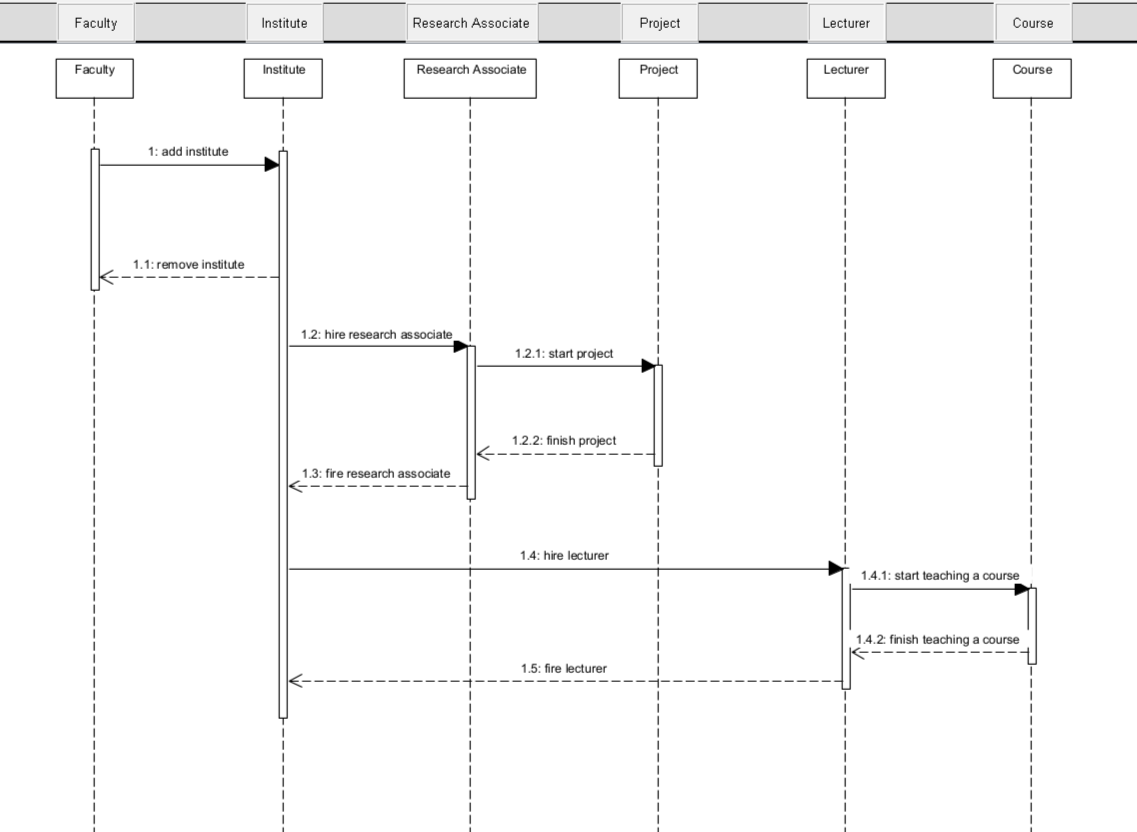 Faculty
Institute
Research Associate
Project
Lecturer
Course
Faculty
Institute
Research Associate
Project
Lecturer
Course
1: add institute
1.1: remove institute
1.2: hire research associate
1.2.1: start project
1.2.2: finish project
1.3: fire research associate
1.4: hire lecturer
1.4.1: start teaching a course
1.4.2: finish teaching a course
1.5: fire lecturer